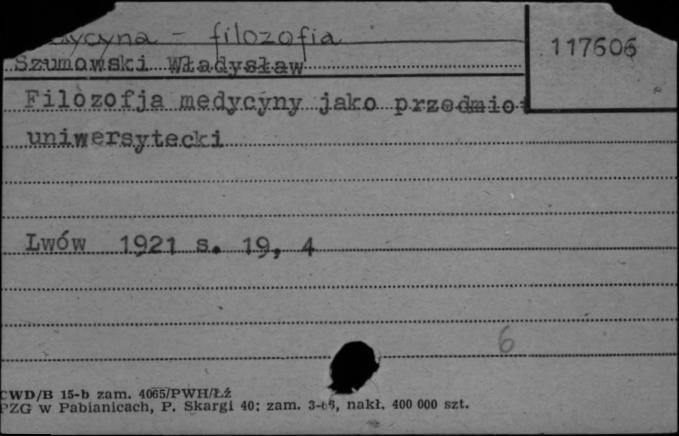 - filozofia
117606
Szumowski Władysław
Filozofja medycyny jako przedmiot
uniwersytecki
Lwów 1921 s. 19, 4
6
CWD/B 15-b zam. 4065/PWH/Łź
PZG w Pabianicach, P. Skargi 40; zam. nakł. 400 000 szt.